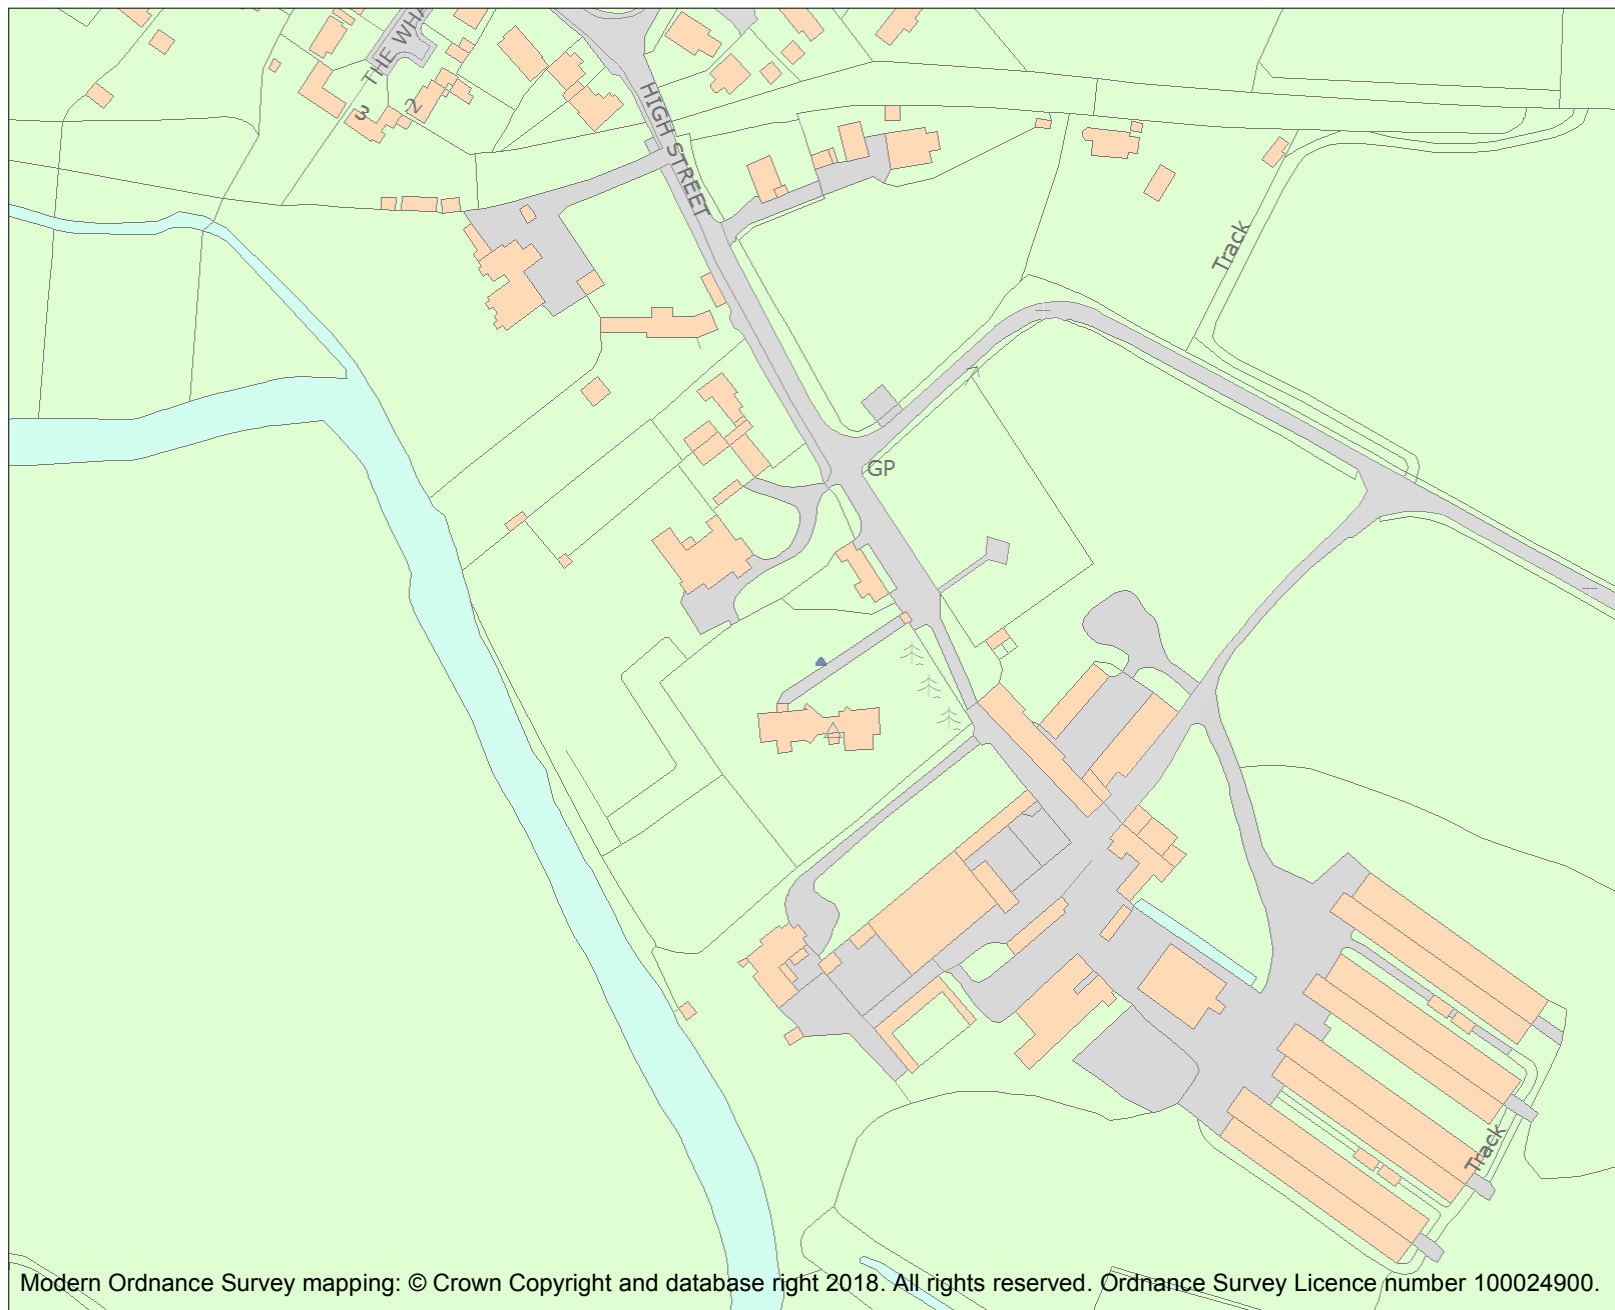 THE WHA
3
2
HIGH STREET
Track
GP
Track
Modern Ordnance Survey mapping: © Crown Copyright and database right 2018. All rights reserved. Ordnance Survey Licence number 100024900.